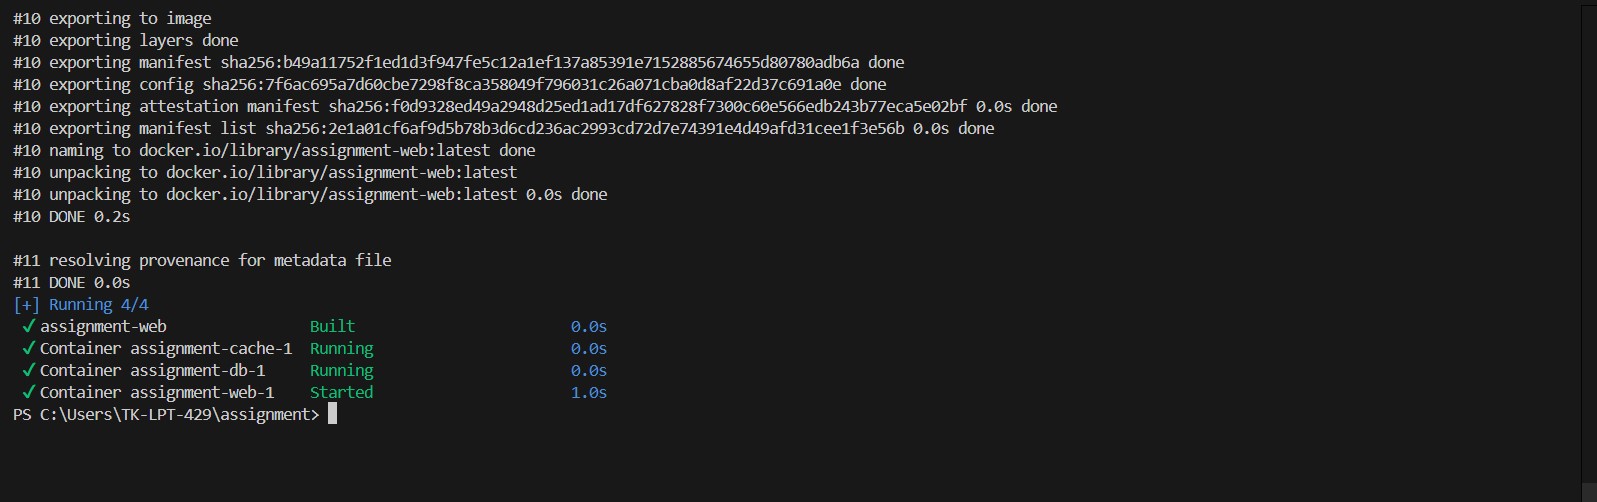 #10 exporting to image
#10 exporting layers done
#10 exporting manifest sha256:b49a11752f1ed1d3f947fe5c12a1ef137a85391e7152885674655d80780adb6a done
#10 exporting config sha256:7f6ac695a7d60cbe7298f8ca358049f796031c26a071cba0d8af22d37c691a0e done
#10 exporting attestation manifest sha256:f0d9328ed49a2948d25ed1ad17df627828f7300c60e566edb243b77eca5e02bf 0.0s done
#10 exporting manifest list sha256:2e1a01cf6af9d5b78b3d6cd236ac2993cd72d7e74391e4d49afd31cee1f3e56b 0.0s done
#10 naming to docker.io/library/assignment-web:latest done
#10 unpacking to docker.io/library/assignment-web:latest
#10 unpacking to docker.io/library/assignment-web:latest 0.0s done
#10 DONE 0.2s
#11 resolving provenance for metadata file
#11 DONE 0.0s
[+] Running 4/4
✔ assignment-web Built 0.0s
✔ Container assignment-cache-1 Running 0.0s
✔ Container assignment-db-1 Running 0.0s
✔ Container assignment-web-1 Started 1.0s
PS C:\Users\TK-LPT-429\assignment>